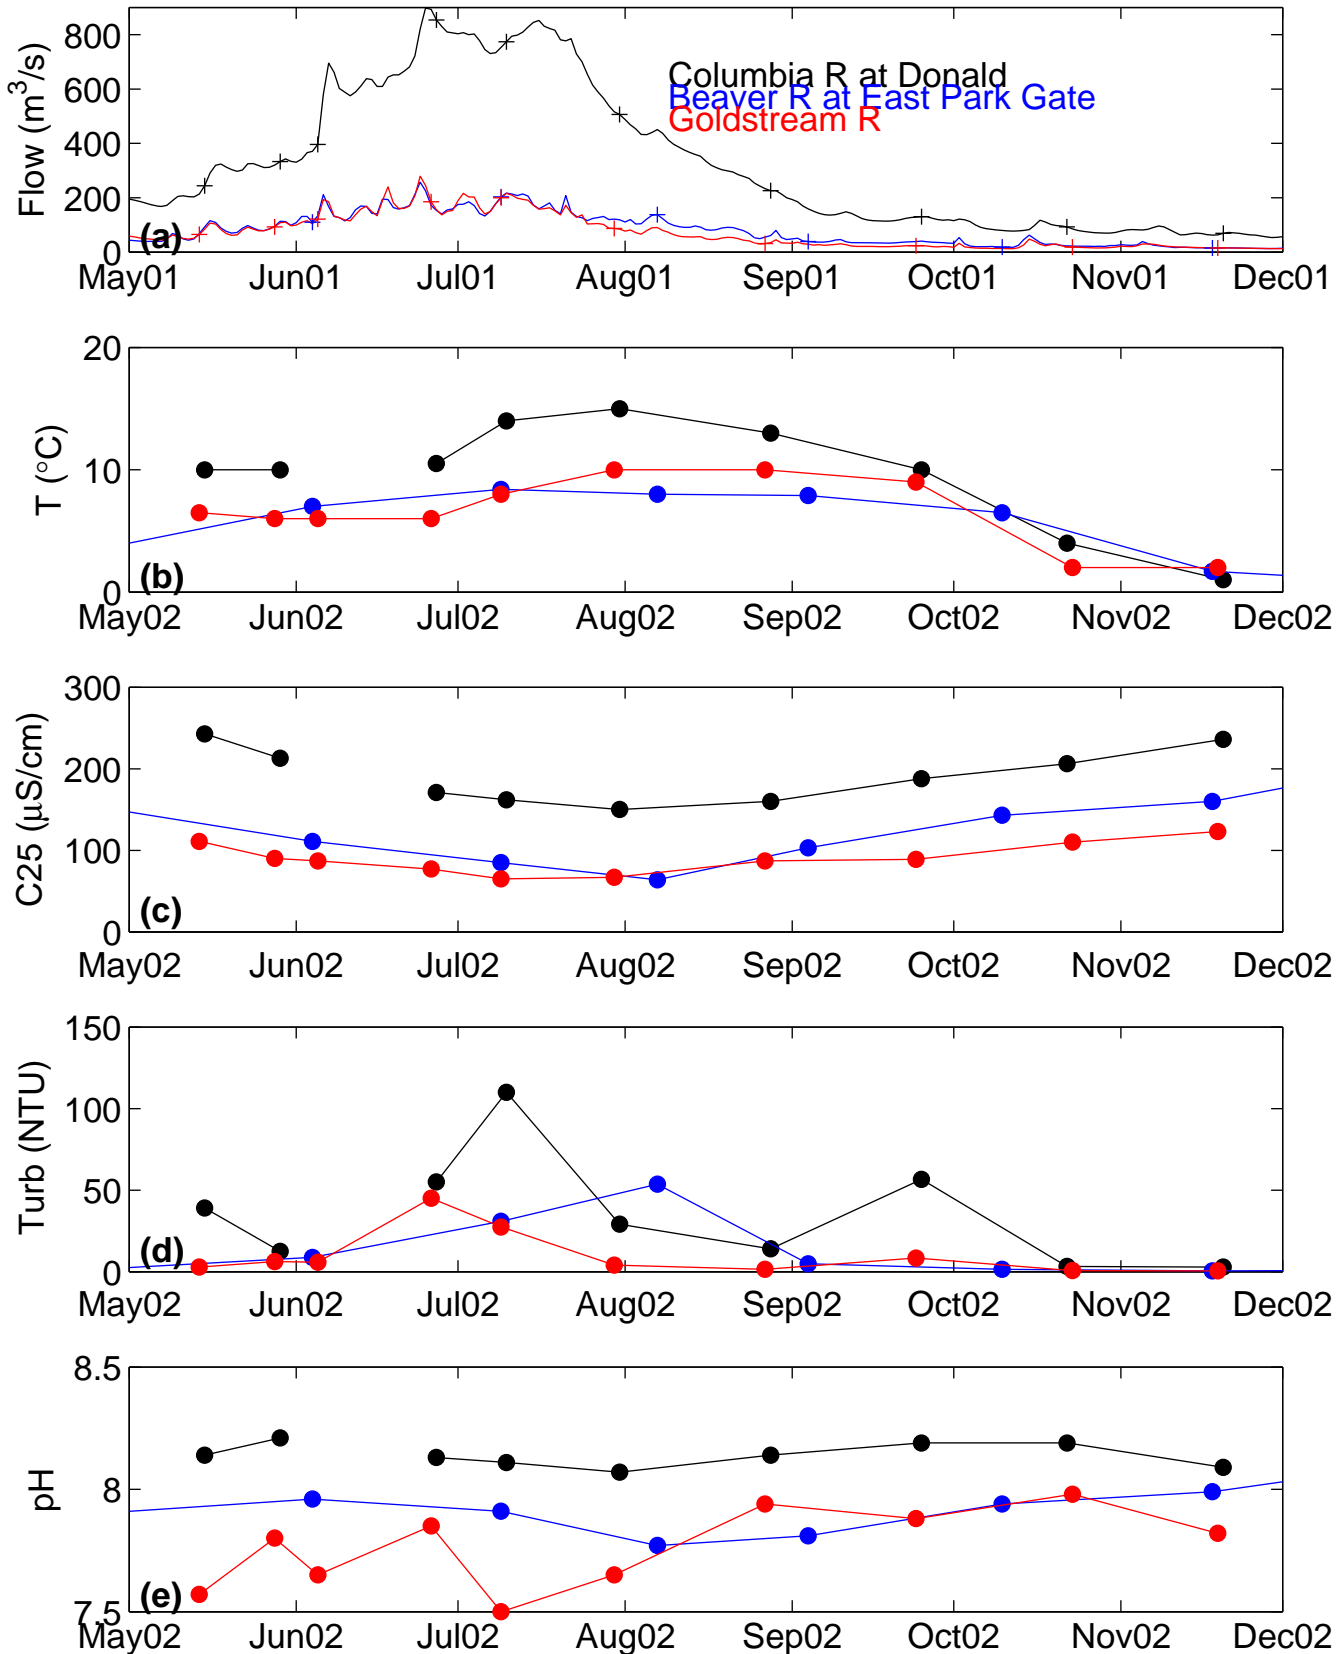 800
600
400
200
0
Flow (m³/s)
Columbia R at Donald
Beaver R at East Park Gate
Goldstream R
(a)
May01 Jun01 Jul01 Aug01 Sep01 Oct01 Nov01 Dec01
20
10
0
T (°C)
(b)
May02 Jun02 Jul02 Aug02 Sep02 Oct02 Nov02 Dec02
300
200
100
0
C25 (µS/cm)
(c)
May02 Jun02 Jul02 Aug02 Sep02 Oct02 Nov02 Dec02
150
100
50
0
Turb (NTU)
(d)
May02 Jun02 Jul02 Aug02 Sep02 Oct02 Nov02 Dec02
8.5
8
7.5
pH
(e)
May02 Jun02 Jul02 Aug02 Sep02 Oct02 Nov02 Dec02